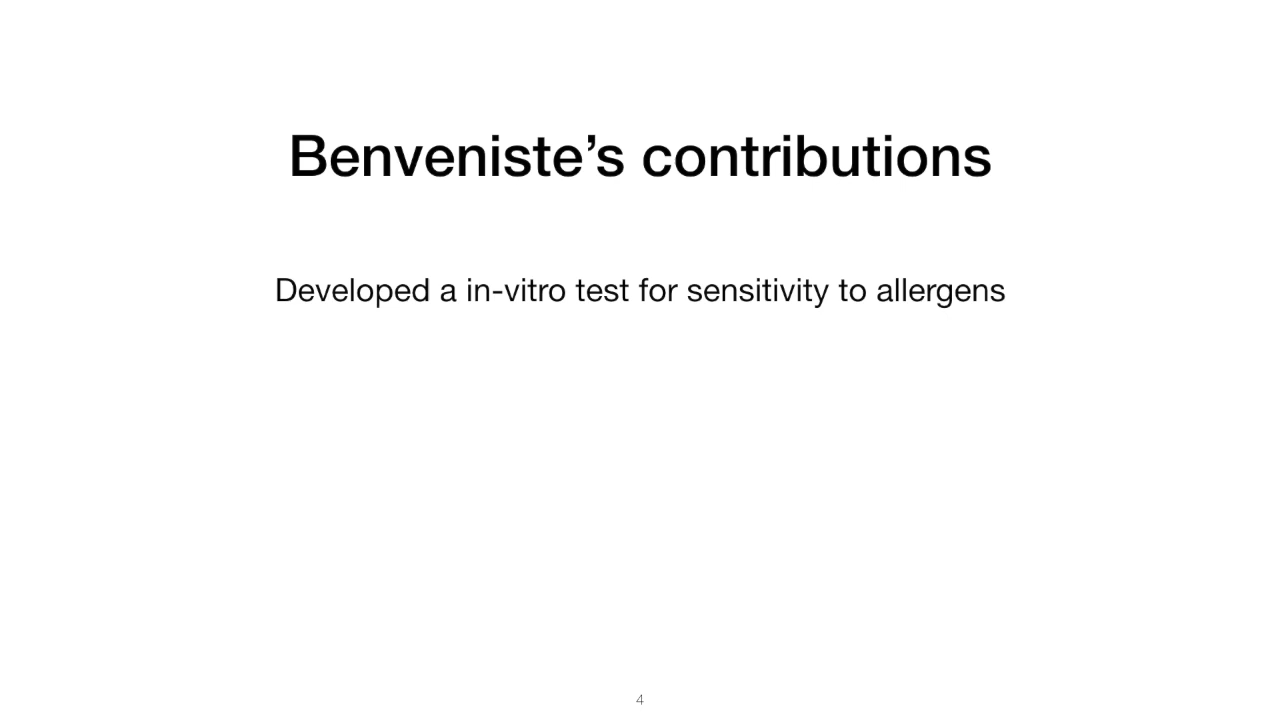 Benveniste’s contributions
Developed a in-vitro test for sensitivity to allergens
4